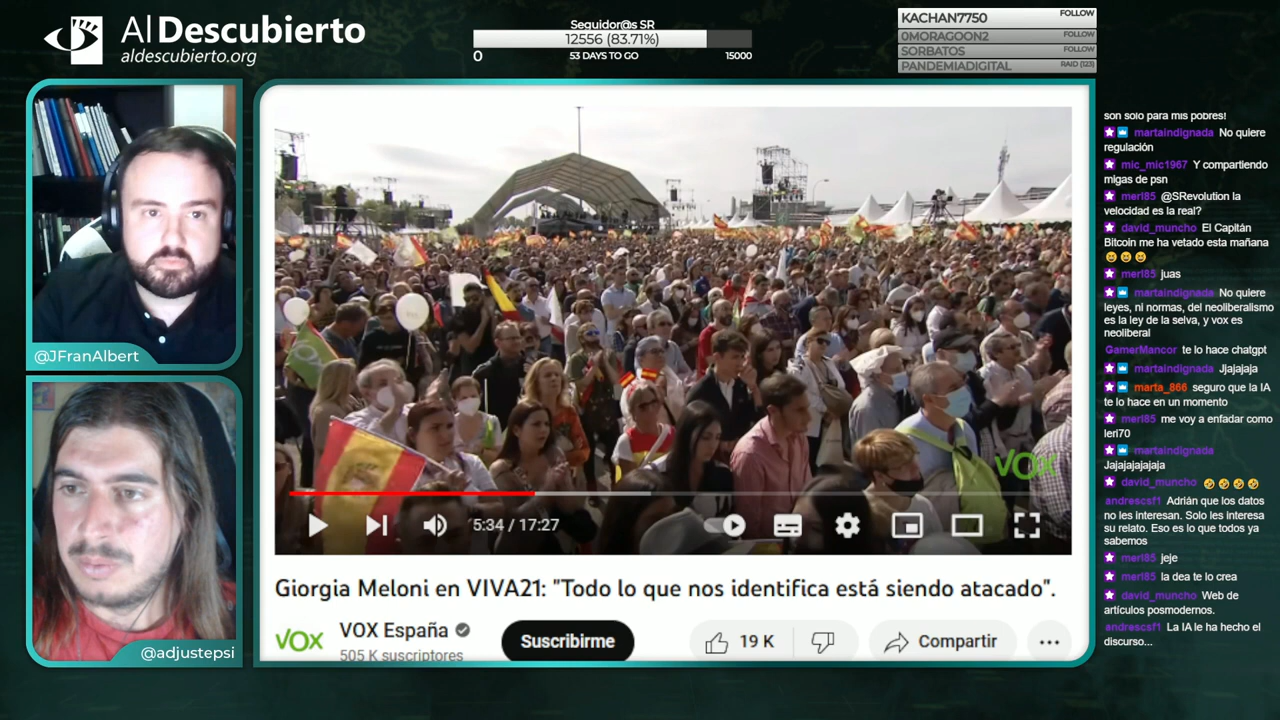 Al Descubierto
aldescubierto.org
Seguidor@s SR
12556 (83.71%)
0
53 DAYS TO GO
15000
KACHAN7750 FOLLOW
0MORAGOON2 FOLLOW
SORBATOS FOLLOW
PANDEMIADIGITAL RAID (123)
@JFranAlbert
@adjustepsi
VOX
5:34 / 17:27
Giorgia Meloni en VIVA21: "Todo lo que nos identifica está siendo atacado".
VOX
VOX España
505 K suscriptores
Suscribirme
19 K
Compartir
son solo para mis pobres!
martaindignada No quiere
regulación
mic_mic1967 Y compartiendo
migas de psn
merl85 @SRevolution la
velocidad es la real?
david_muncho El Capitán
Bitcoin me ha vetado esta mañana
merl85 juas
martaindignada No quiere
leyes, ni normas, del neoliberalismo
es la ley de la selva, y vox es
neoliberal
GamerMancor te lo hace chatgpt
martaindignada Jjajajaja
marta_866 seguro que la IA
te lo hace en un momento
merl85 me voy a enfadar como
leri70
martaindignada
Jajajajajajaja
david_muncho
andrescsf1 Adrián que los datos
no les interesan. Solo les interesa
su relato. Eso es lo que todos ya
sabemos
merl85 jeje
merl85 la dea te lo crea
david_muncho Web de
artículos posmodernos.
andrescsf1 La IA le ha hecho el
discurso...